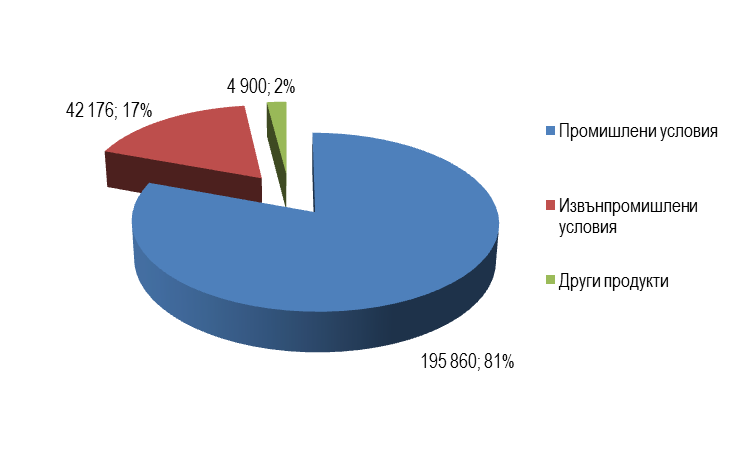 4 900; 2%
42 176; 17%
Промишлени условия
Извънпромишлени
условия
Други продукти
195 860; 81%